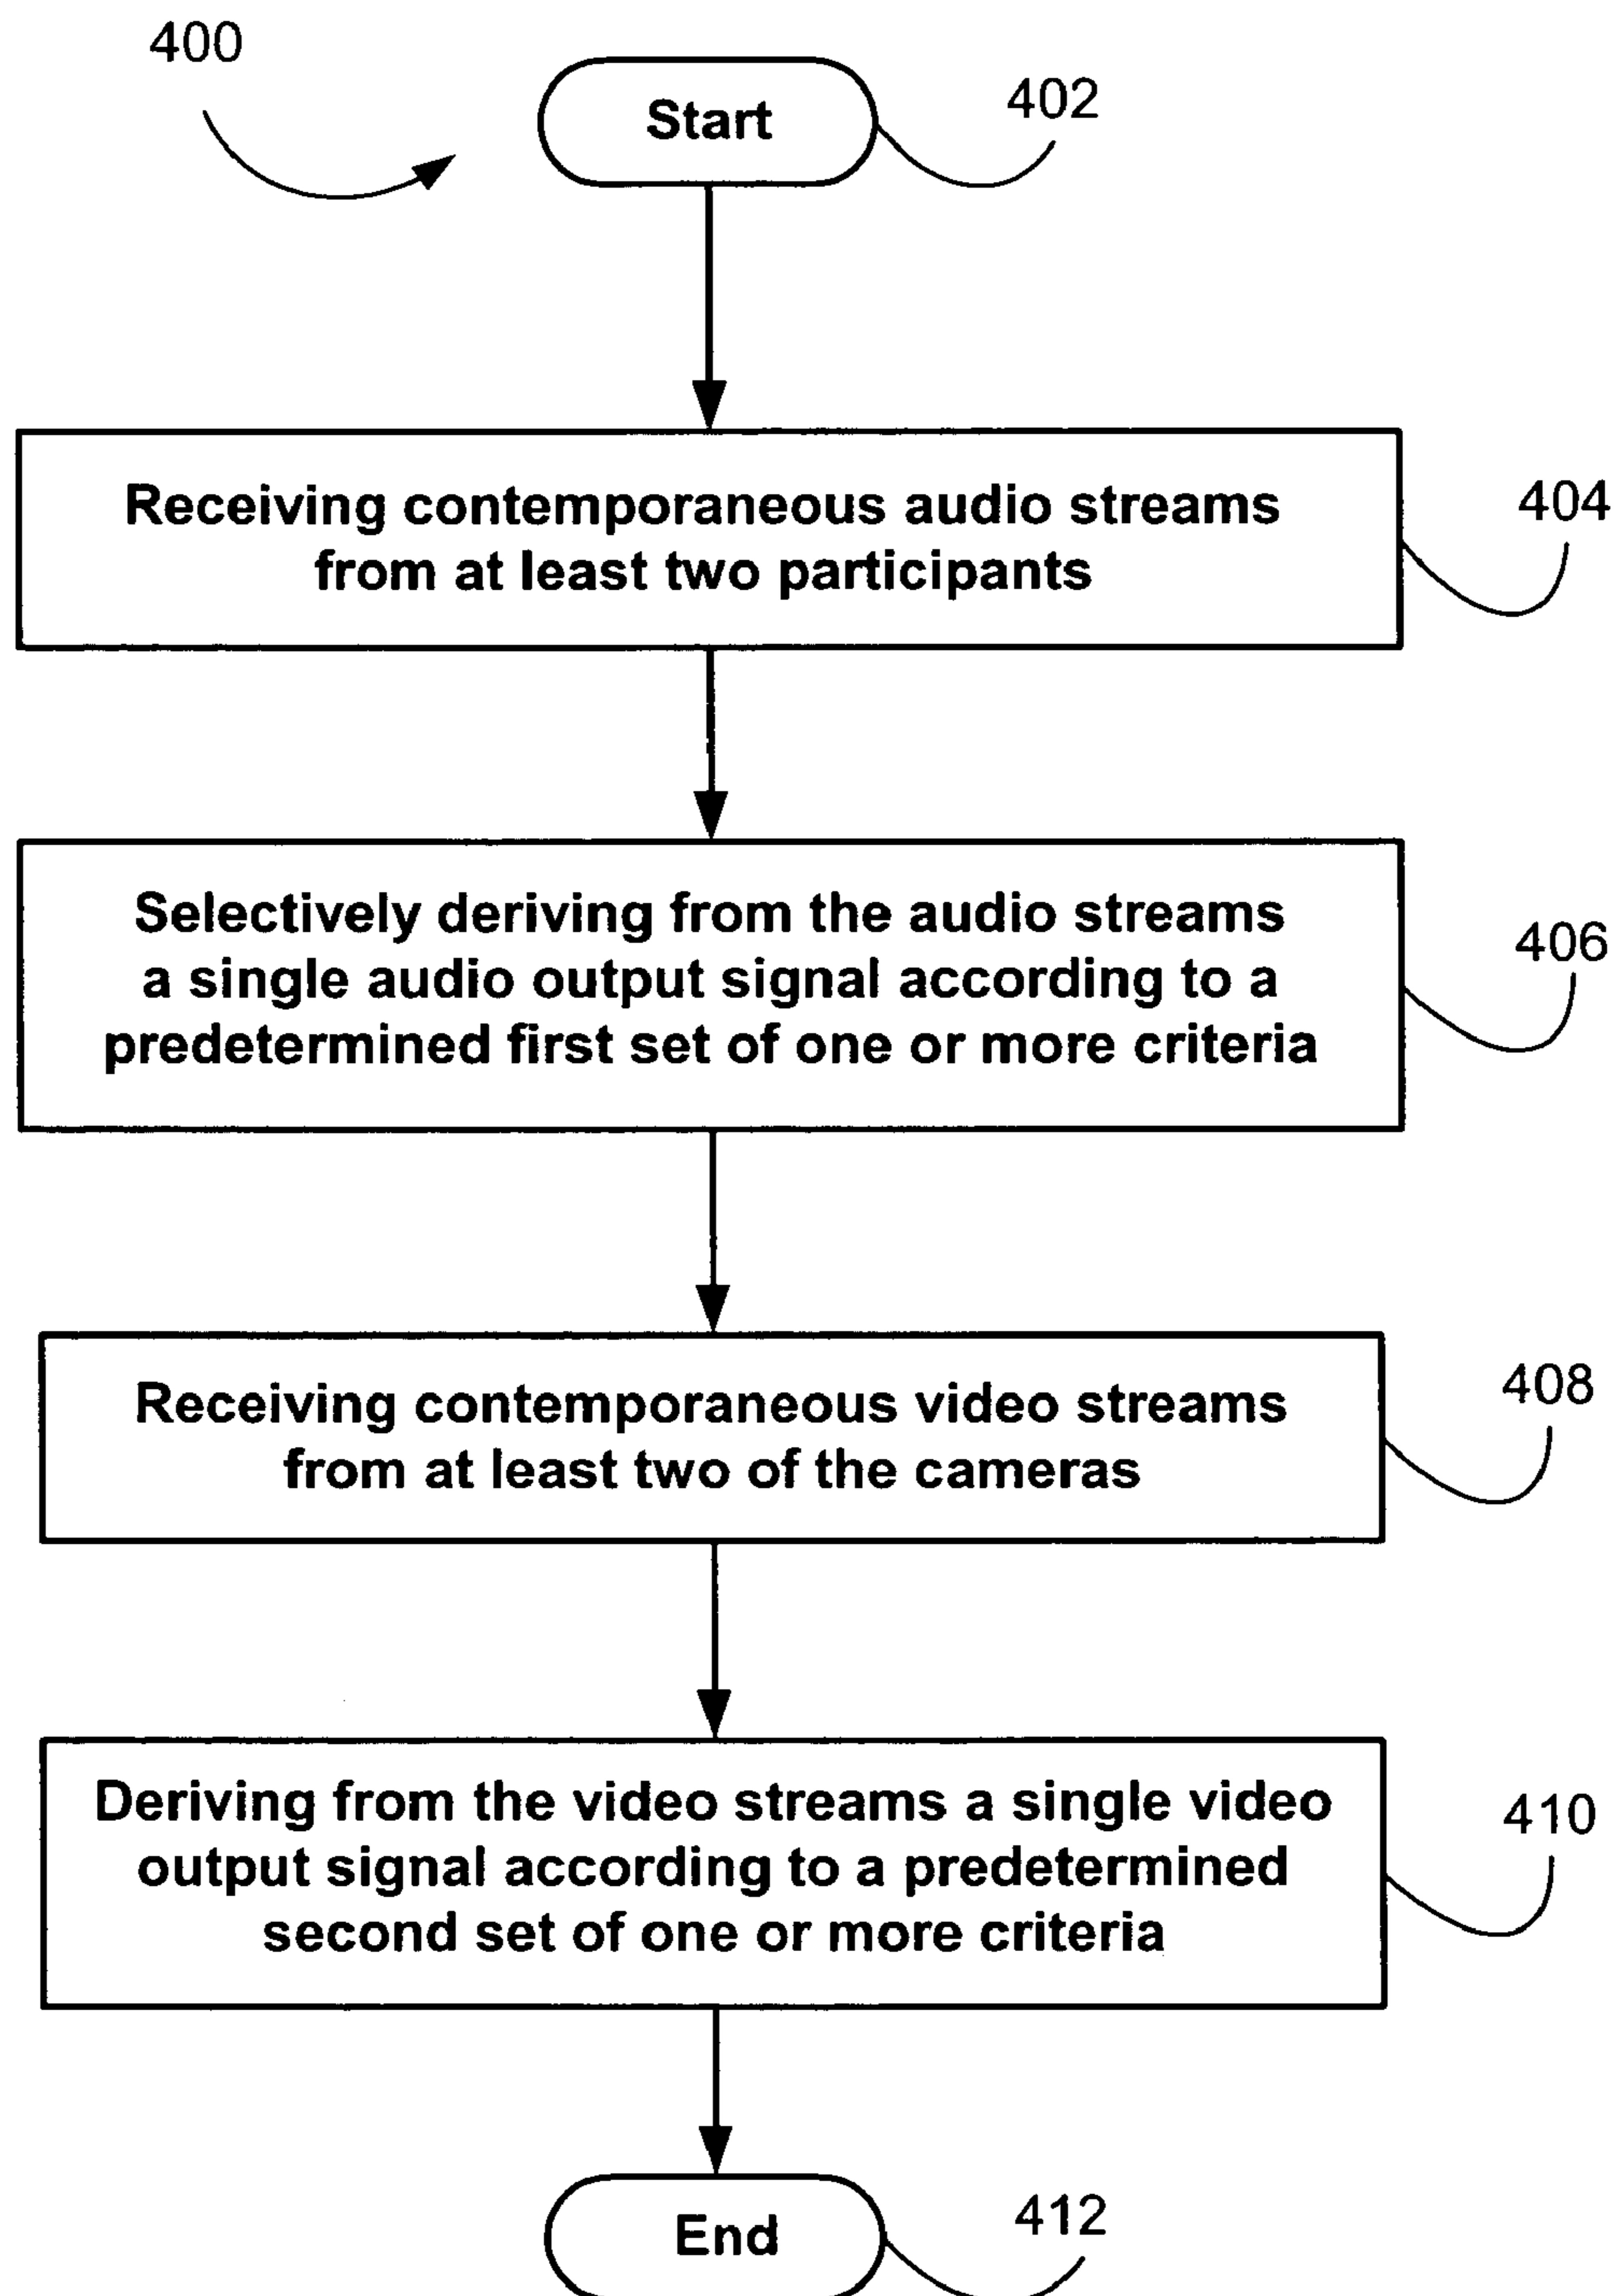 400
Start
402
Receiving contemporaneous audio streams
from at least two participants
404
Selectively deriving from the audio streams
a single audio output signal according to a
predetermined first set of one or more criteria
406
Receiving contemporaneous video streams
from at least two of the cameras
408
Deriving from the video streams a single video
output signal according to a predetermined
second set of one or more criteria
410
End
412